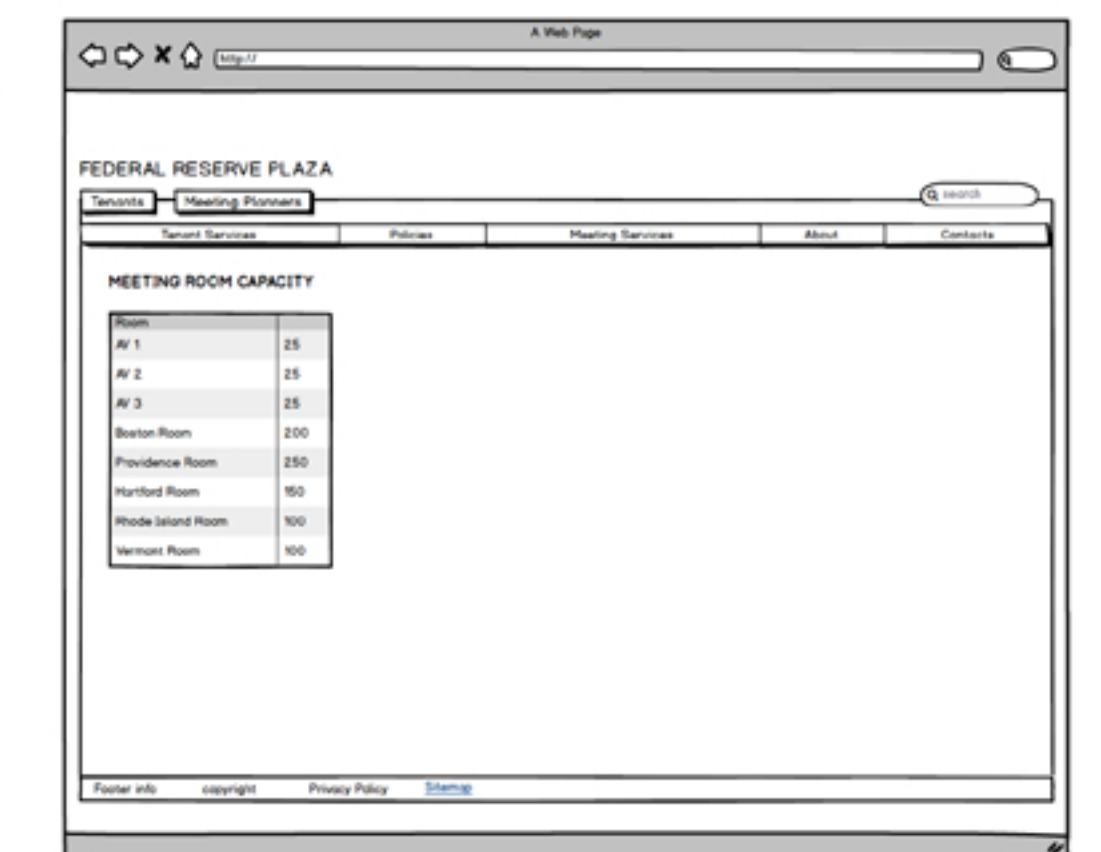 A Web Page
http://
FEDERAL RESERVE PLAZA
Tenants Meeting Planners search
Tenant Services Policies Meeting Services About Contacts
MEETING ROOM CAPACITY
Room
AV 1 25
AV 2 25
AV 3 25
Boston Room 200
Providence Room 250
Hartford Room 150
Rhode Island Room 100
Vermont Room 100
Footer info copyright Privacy Policy Sitemap